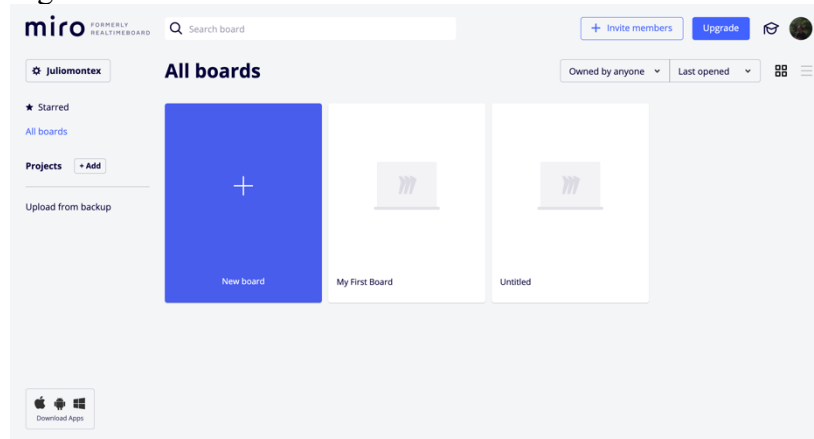 miro FORMERLY
REALTIMEBOARD
Search board
+ Invite members
Upgrade
Juliomontex
All boards
Owned by anyone
Last opened
Starred
All boards
Projects
+ Add
Upload from backup
New board
My First Board
Untitled
Download Apps